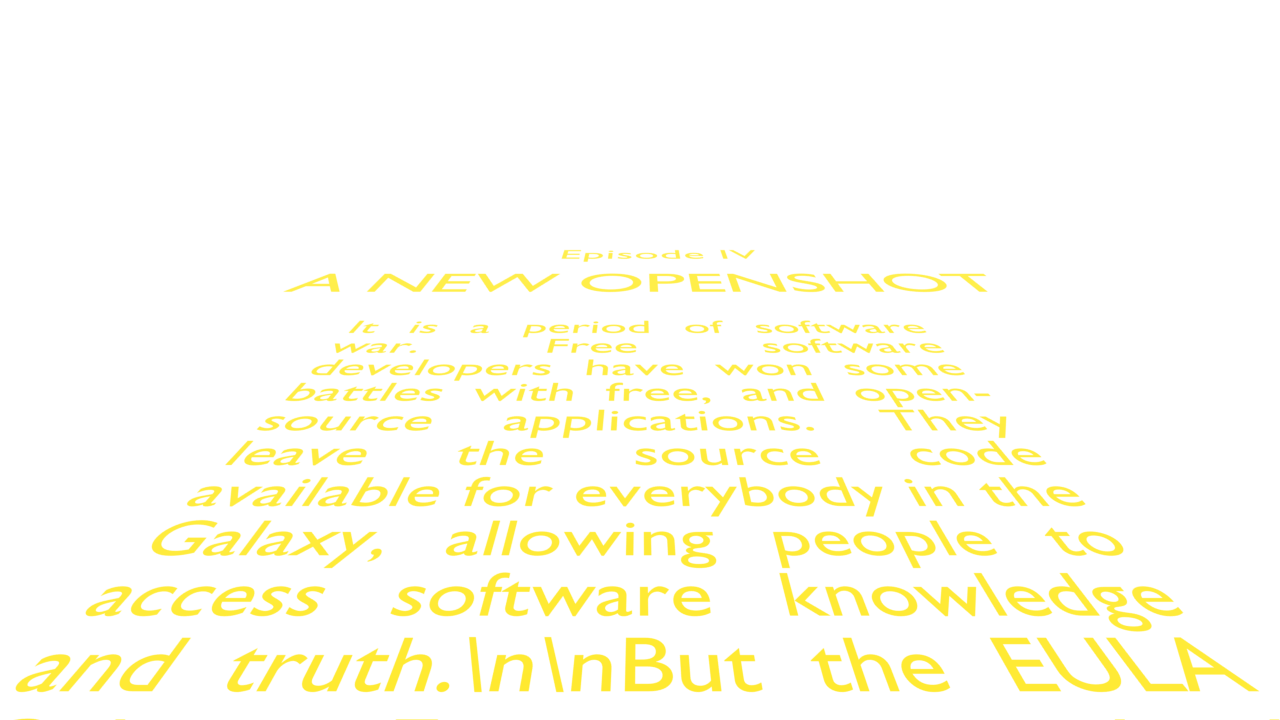 Episode IV
A NEW OPENSHOT
It is a period of software
war. Free software
developers have won some
battles with free, and open-
source applications. They
leave the source code
available for everybody in the
Galaxy, allowing people to
access software knowledge
and truth.\n\nBut the EULA